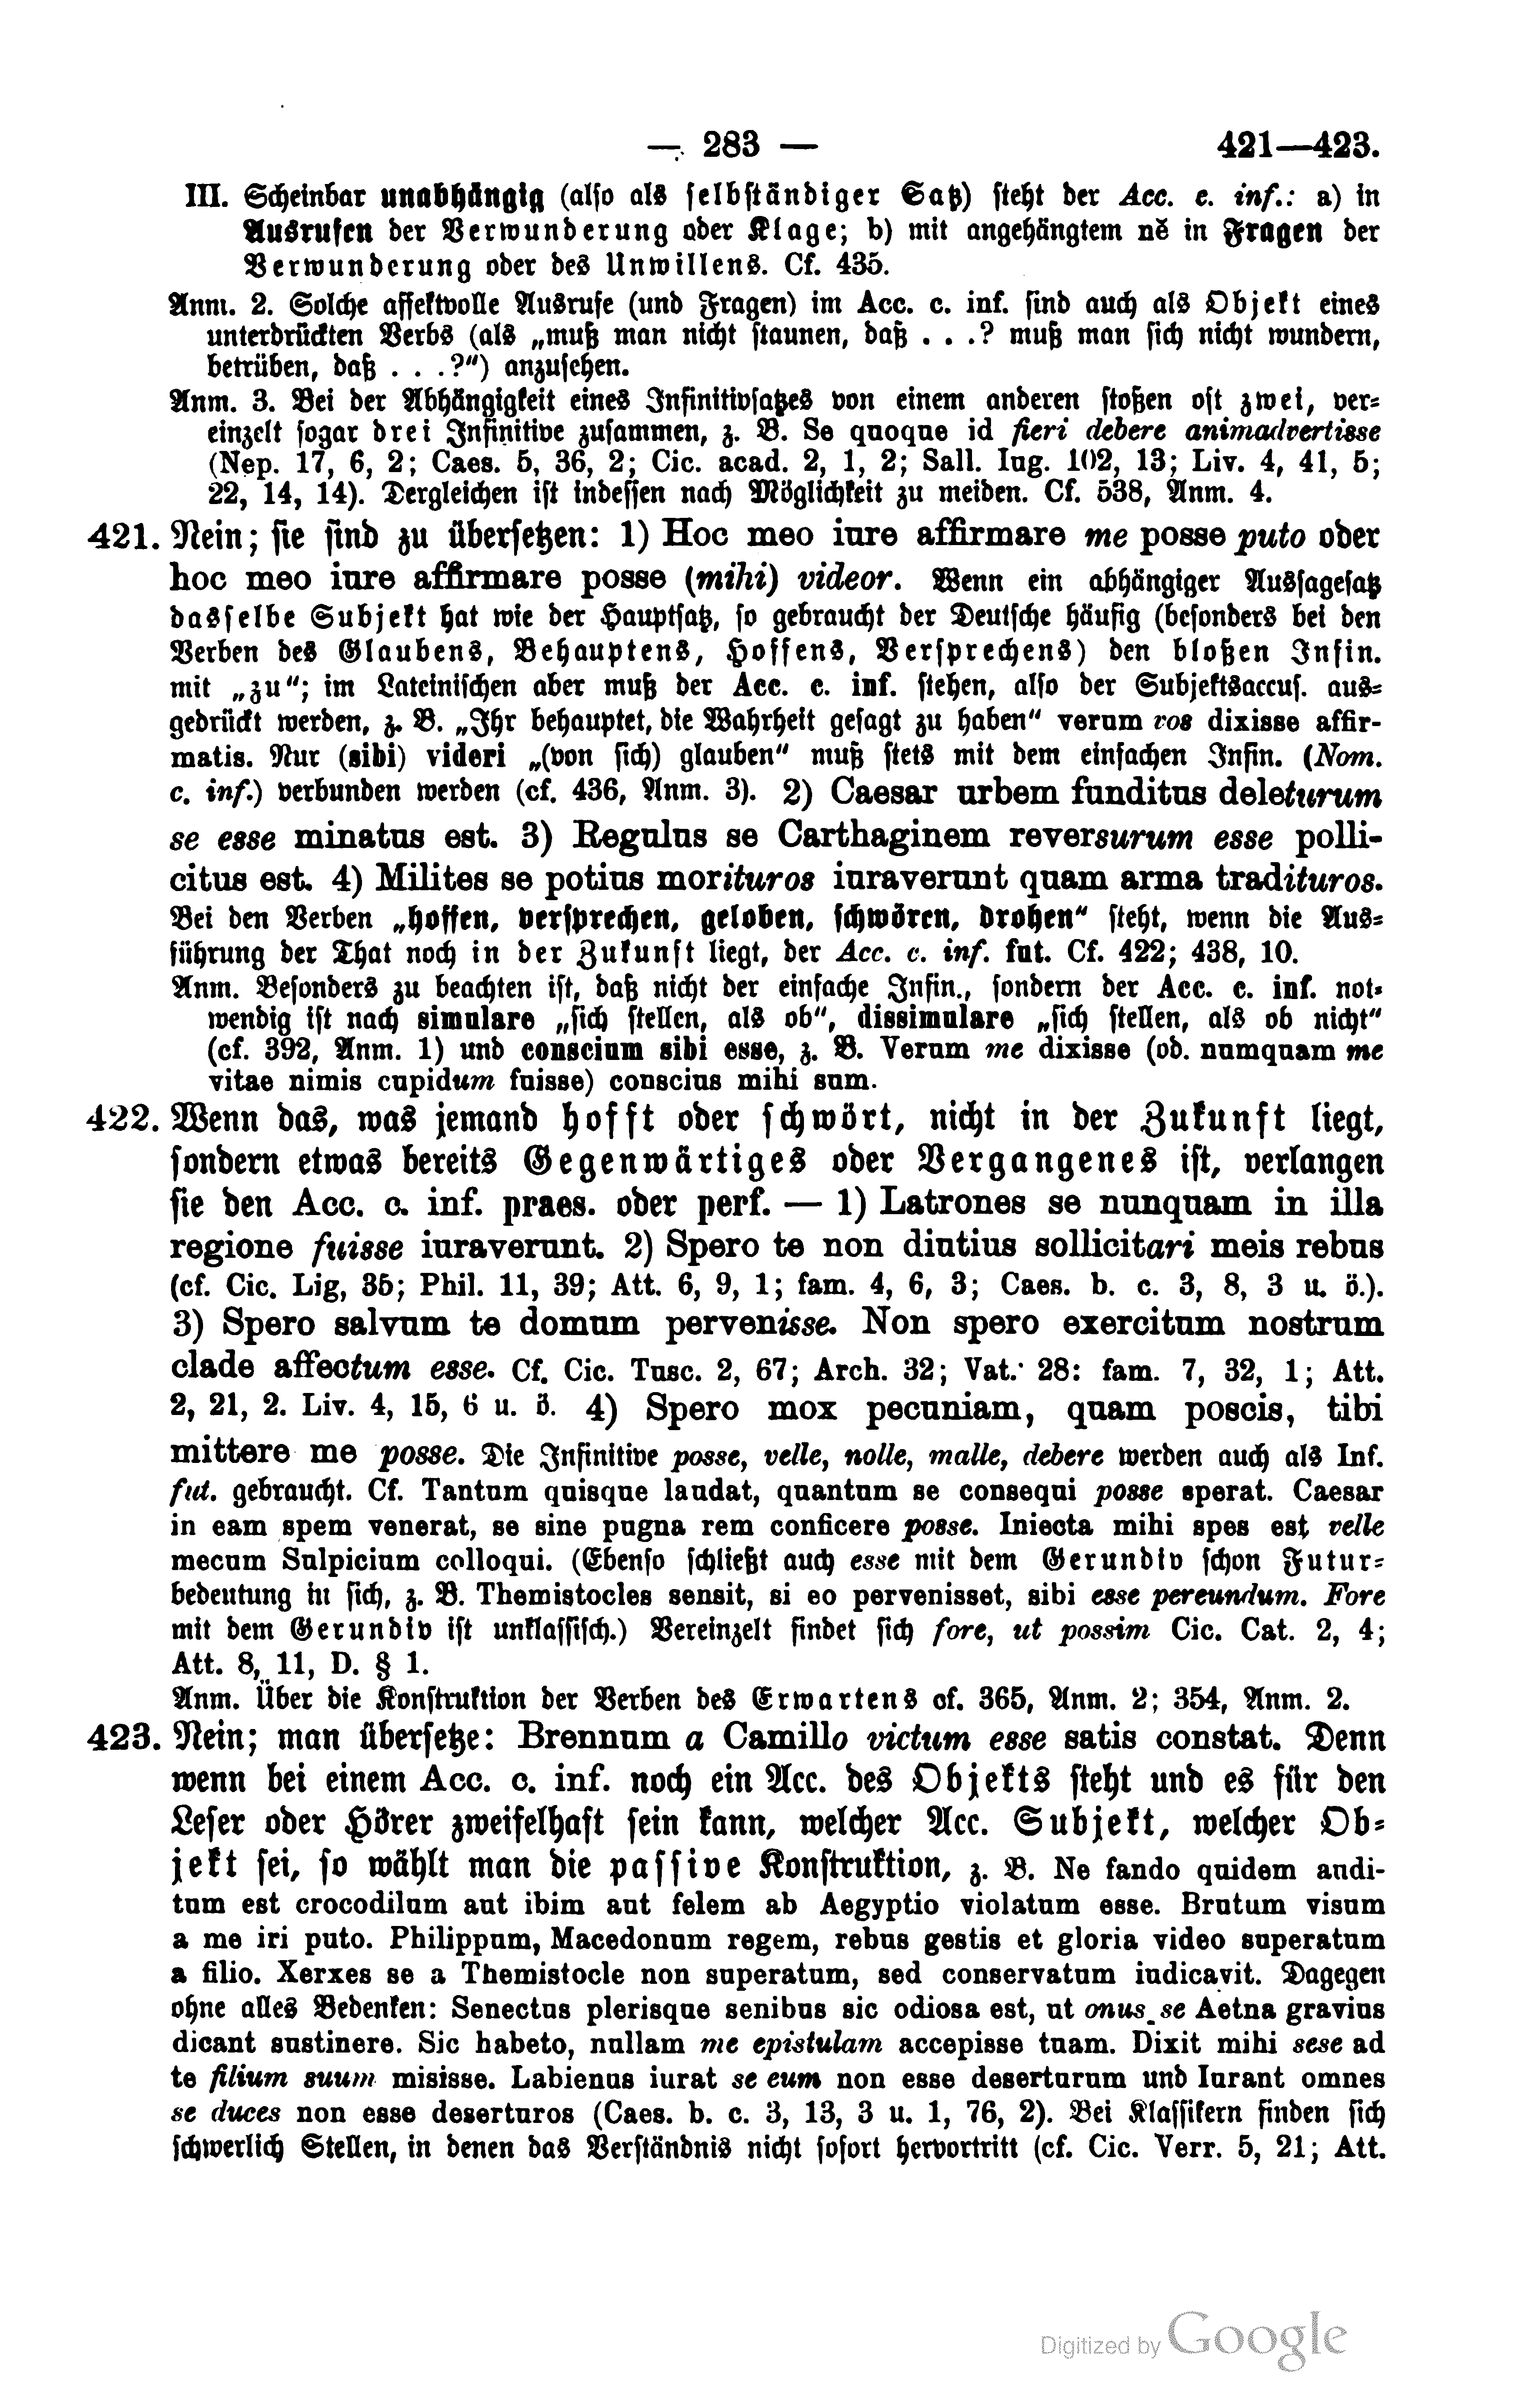 — 283 — 421—423.
III. Scheinbar unabhängig (also als selbständiger Satz) steht der Acc. c. inf.: a) in
Ausrufen der Verwunderung oder Klage; b) mit angehängtem nĕ in Fragen der
Verwunderung oder des Unwillens. Cf. 435.
Anm. 2. Solche affektvolle Ausrufe (und Fragen) im Acc. c. inf. sind auch als Objekt eines
unterdrückten Verbs (als „muß man nicht staunen, daß . . .? muß man sich nicht wundern,
betrüben, daß . . .?“) anzusehen.
Anm. 3. Bei der Abhängigkeit eines Infinitivsatzes von einem anderen stoßen oft zwei, ver-
einzelt sogar drei Infinitive zusammen, z. B. Se quoque id fieri debere animadvertisse
(Nep. 17, 6, 2; Caes. 5, 36, 2; Cic. acad. 2, 1, 2; Sall. Iug. 102, 13; Liv. 4, 41, 5;
22, 14, 14). Dergleichen ist indessen nach Möglichkeit zu meiden. Cf. 538, Anm. 4.
421. Nein; sie sind zu übersetzen: 1) Hoc meo iure affirmare me posse puto oder
hoc meo iure affirmare posse (mihi) videor. Wenn ein abhängiger Aussagesatz
dasselbe Subjekt hat wie der Hauptsatz, so gebraucht der Deutsche häufig (besonders bei den
Verben des Glaubens, Behauptens, Hoffens, Versprechens) den bloßen Infin.
mit „zu“; im Lateinischen aber muß der Acc. c. inf. stehen, also der Subjektsaccus. aus-
gedrückt werden, z. B. „Ihr behauptet, die Wahrheit gesagt zu haben“ verum vos dixisse affir-
matis. Nur (sibi) videri „(von sich) glauben“ muß stets mit dem einfachen Infin. (Nom.
c. inf.) verbunden werden (cf. 436, Anm. 3). 2) Caesar urbem funditus deleturum
se esse minatus est. 3) Regulus se Carthaginem reversurum esse polli-
citus est. 4) Milites se potius morituros iuraverunt quam arma tradituros.
Bei den Verben „hoffen, versprechen, geloben, schwören, drohen“ steht, wenn die Aus-
führung der That noch in der Zukunft liegt, der Acc. c. inf. fut. Cf. 422; 438, 10.
Anm. Besonders zu beachten ist, daß nicht der einfache Infin., sondern der Acc. c. inf. not-
wendig ist nach simulare „sich stellen, als ob“, dissimulare „sich stellen, als ob nicht“
(cf. 392, Anm. 1) und conscium sibi esse, z. B. Verum me dixisse (ob. numquam me
vitae nimis cupidum fuisse) conscius mihi sum.
422. Wenn das, was jemand hofft oder schwört, nicht in der Zukunft liegt,
sondern etwas bereits Gegenwärtiges oder Vergangenes ist, verlangen
sie den Acc. c. inf. praes. oder perf. — 1) Latrones se nunquam in illa
regione fuisse iuraverunt. 2) Spero te non diutius sollicitari meis rebus
(cf. Cic. Lig, 35; Phil. 11, 39; Att. 6, 9, 1; fam. 4, 6, 3; Caes. b. c. 3, 8, 3 u. ö.).
3) Spero salvum te domum pervenisse. Non spero exercitum nostrum
clade affectum esse. Cf. Cic. Tusc. 2, 67; Arch. 32; Vat. 28: fam. 7, 32, 1; Att.
2, 21, 2. Liv. 4, 15, 6 u. ö. 4) Spero mox pecuniam, quam poscis, tibi
mittere me posse. Die Infinitive posse, velle, nolle, malle, debere werden auch als Inf.
fut. gebraucht. Cf. Tantum quisque laudat, quantum se consequi posse sperat. Caesar
in eam spem venerat, se sine pugna rem conficere posse. Iniecta mihi spes est velle
mecum Sulpicium colloqui. (Ebenso schließt auch esse mit dem Gerundiv schon Futur-
bedeutung in sich, z. B. Themistocles sensit, si eo pervenisset, sibi esse pereundum. Fore
mit dem Gerundiv ist unklassisch.) Vereinzelt findet sich fore, ut possim Cic. Cat. 2, 4;
Att. 8, 11, D. § 1.
Anm. Über die Konstruktion der Verben des Erwartens cf. 365, Anm. 2; 354, Anm. 2.
423. Nein; man übersetze: Brennum a Camillo victum esse satis constat. Denn
wenn bei einem Acc. c. inf. noch ein Acc. des Objekts steht und es für den
Leser oder Hörer zweifelhaft sein kann, welcher Acc. Subjekt, welcher Ob-
jekt sei, so wählt man die passive Konstruktion, z. B. Ne fando quidem audi-
tum est crocodilum aut ibim aut felem ab Aegyptio violatum esse. Brutum visum
a me iri puto. Philippum, Macedonum regem, rebus gestis et gloria video superatum
a filio. Xerxes se a Themistocle non superatum, sed conservatum iudicavit. Dagegen
ohne alles Bedenken: Senectus plerisque senibus sic odiosa est, ut onus se Aetna gravius
dicant sustinere. Sic habeto, nullam me epistulam accepisse tuam. Dixit mihi sese ad
te filium suum misisse. Labienus iurat se eum non esse deserturum und Iurant omnes
se duces non esse deserturos (Caes. b. c. 3, 13, 3 u. 1, 76, 2). Bei Klassikern finden sich
schwerlich Stellen, in denen das Verständnis nicht sofort hervortritt (cf. Cic. Verr. 5, 21; Att.
Digitized by Google